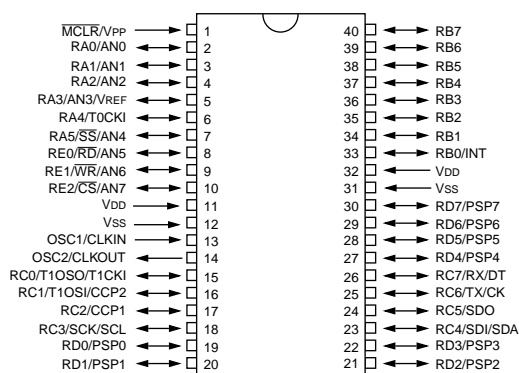 M̅C̅L̅R̅/VPP 1 40 RB7
RA0/AN0 2 39 RB6
RA1/AN1 3 38 RB5
RA2/AN2 4 37 RB4
RA3/AN3/VREF 5 36 RB3
RA4/T0CKI 6 35 RB2
RA5/S̅S̅/AN4 7 34 RB1
RE0/R̅D̅/AN5 8 33 RB0/INT
RE1/W̅R̅/AN6 9 32 VDD
RE2/C̅S̅/AN7 10 31 VSS
VDD 11 30 RD7/PSP7
VSS 12 29 RD6/PSP6
OSC1/CLKIN 13 28 RD5/PSP5
OSC2/CLKOUT 14 27 RD4/PSP4
RC0/T1OSO/T1CKI 15 26 RC7/RX/DT
RC1/T1OSI/CCP2 16 25 RC6/TX/CK
RC2/CCP1 17 24 RC5/SDO
RC3/SCK/SCL 18 23 RC4/SDI/SDA
RD0/PSP0 19 22 RD3/PSP3
RD1/PSP1 20 21 RD2/PSP2